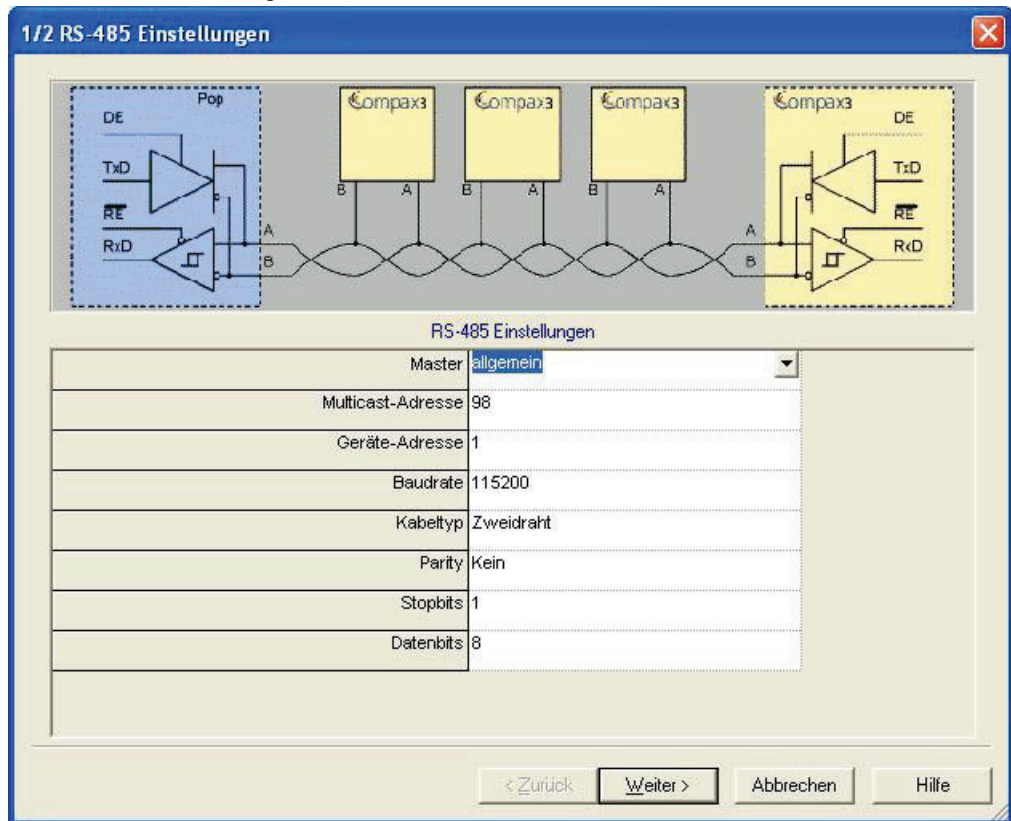 1/2 RS-485 Einstellungen
Pop
Compax3
Compax3
Compax3
Compax3
DE
DE
TxD
TxD
RE
RE
RxD
RxD
B A B A B A
A
A
B
B
RS-485 Einstellungen
Master allgemein
Multicast-Adresse 98
Geräte-Adresse 1
Baudrate 115200
Kabeltyp Zweidraht
Parity Kein
Stopbits 1
Datenbits 8
< Zurück Weiter > Abbrechen Hilfe